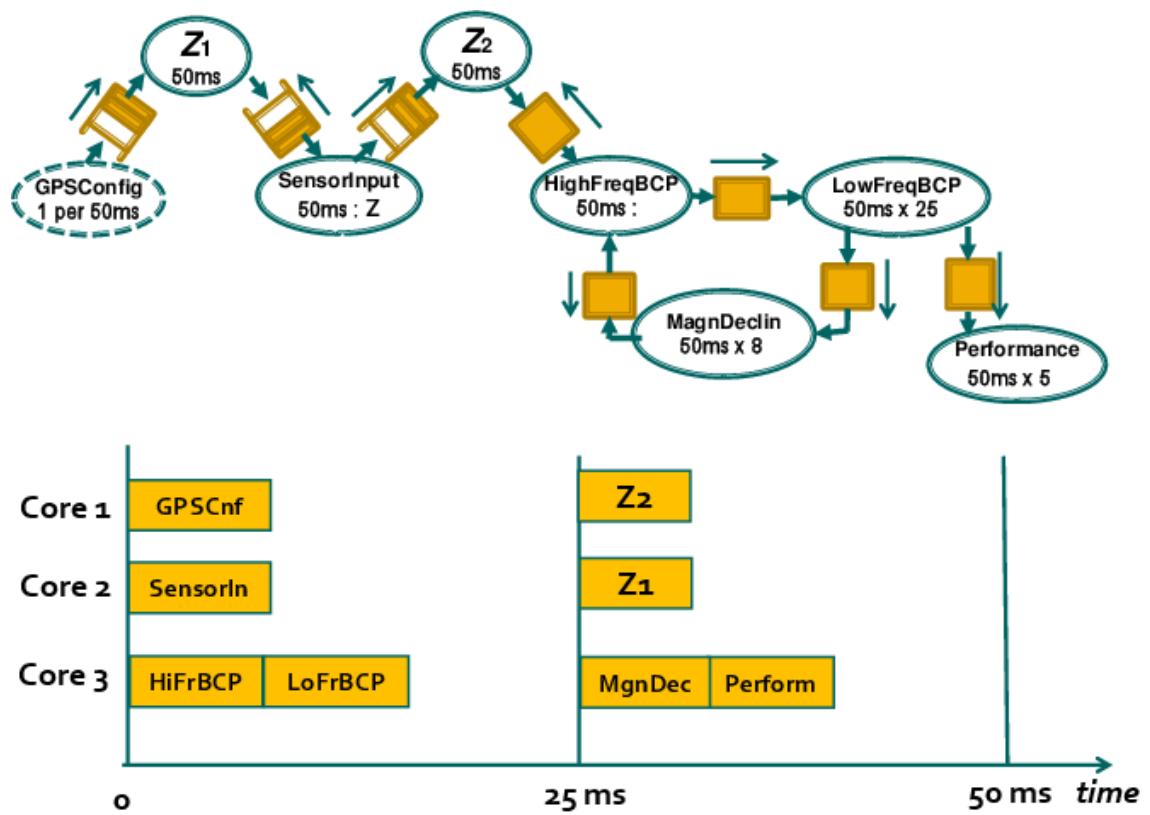 Z1
50ms
Z2
50ms
GPSConfig
1 per 50ms
SensorInput
50ms : Z
HighFreqBCP
50ms :
LowFreqBCP
50ms x 25
MagnDeclin
50ms x 8
Performance
50ms x 5
Core 1
GPSCnf
Z2
Core 2
SensorIn
Z1
Core 3
HiFrBCP
LoFrBCP
MgnDec
Perform
0
25 ms
50 ms
time